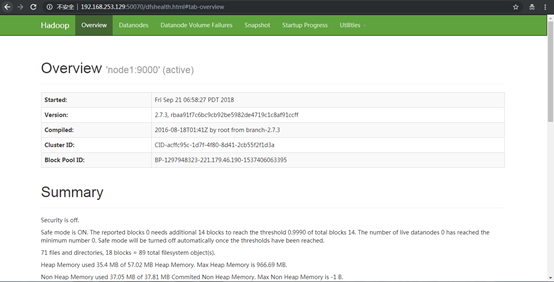 不安全 | 192.168.253.129:50070/dfshealth.html#tab-overview
Hadoop Overview Datanodes Datanode Volume Failures Snapshot Startup Progress Utilities
Overview 'node1:9000' (active)
Started: Fri Sep 21 06:58:27 PDT 2018
Version: 2.7.3, rbaa91f7c6bc9cb92be5982de4719c1c8af91ccff
Compiled: 2016-08-18T01:41Z by root from branch-2.7.3
Cluster ID: CID-acffc95c-1d7f-4f80-8d41-2cb55f2f1d3a
Block Pool ID: BP-1297948323-221.179.46.190-1537406063395
Summary
Security is off.
Safe mode is ON. The reported blocks 0 needs additional 14 blocks to reach the threshold 0.9990 of total blocks 14. The number of live datanodes 0 has reached the
minimum number 0. Safe mode will be turned off automatically once the thresholds have been reached.
71 files and directories, 18 blocks = 89 total filesystem object(s).
Heap Memory used 35.4 MB of 57.02 MB Heap Memory. Max Heap Memory is 966.69 MB.
Non Heap Memory used 37.05 MB of 37.81 MB Commited Non Heap Memory. Max Non Heap Memory is -1 B.